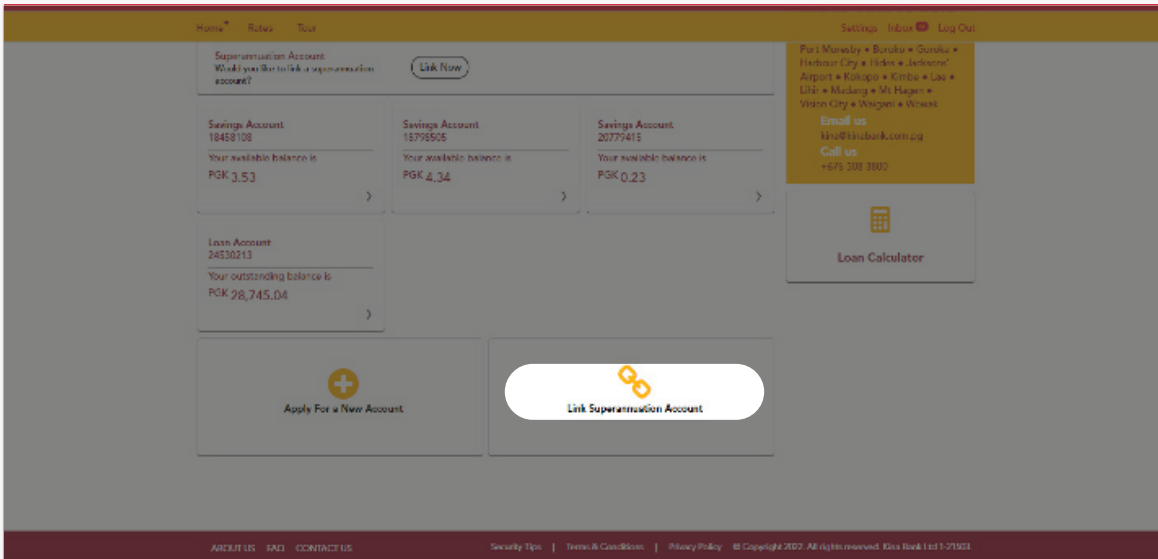 Home Rates Tour
Settings Inbox Log Out
Superannuation Account
Would you like to link a superannuation
account?
Link Now
Port Moresby • Boroko • Goroka •
Harbour City • Hides • Jacksons'
Airport • Kokopo • Kimbe • Lae •
Lihir • Madang • Mt Hagen •
Vision City • Waigani • Wewak
Email us
kina@kinabank.com.pg
Call us
+675 308 3800
Savings Account
18458108
Your available balance is
PGK 3.53
Savings Account
15795505
Your available balance is
PGK 4.34
Savings Account
20779415
Your available balance is
PGK 0.23
Loan Calculator
Loan Account
24530213
Your outstanding balance is
PGK 28,745.04
Apply For a New Account
Link Superannuation Account
ABOUT US FAQ CONTACT US
Security Tips | Terms & Conditions | Privacy Policy © Copyright 2022. All rights reserved. Kina Bank Ltd 1-21503.